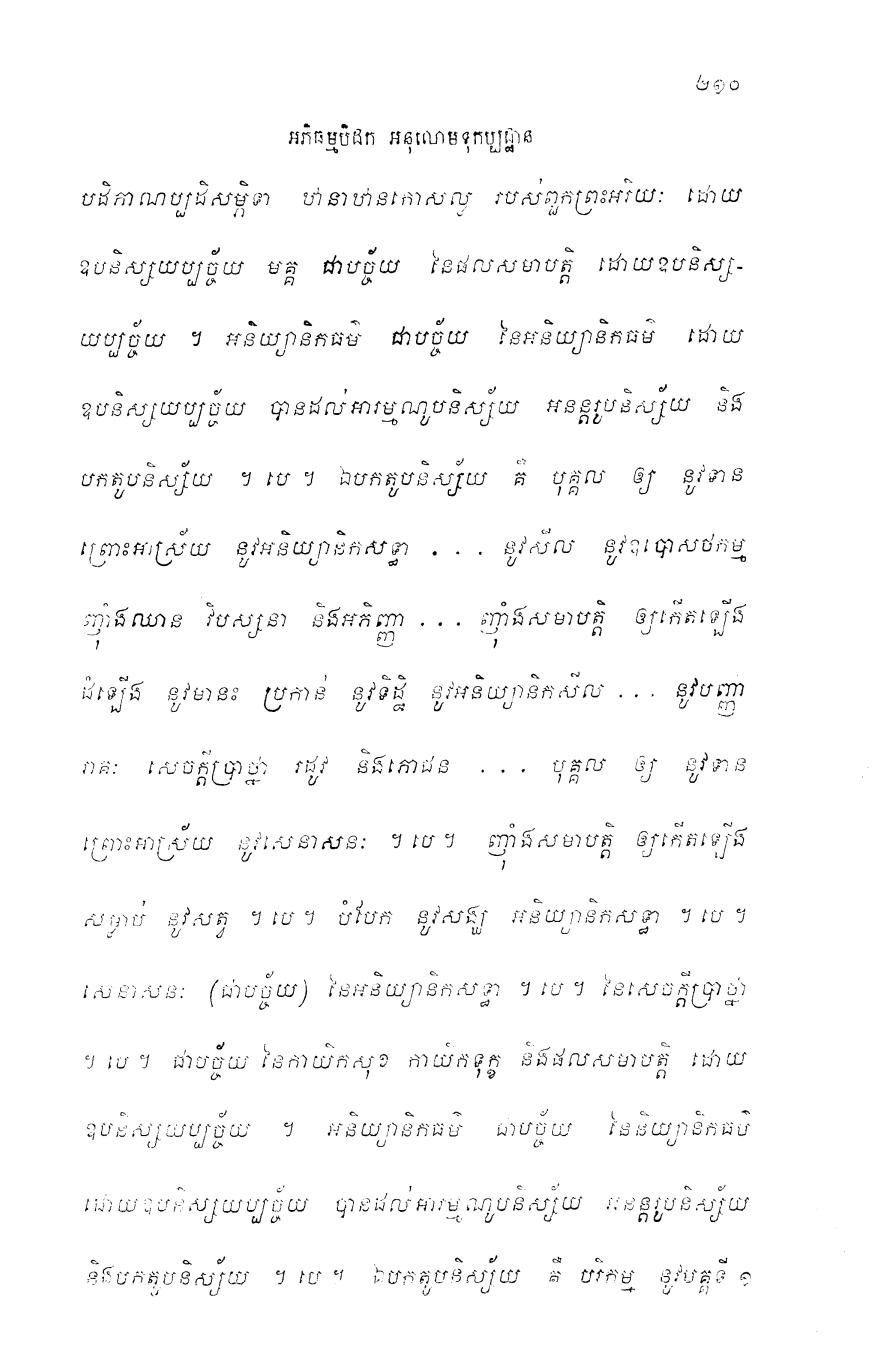 ២១០
អភិធម្មបិដក អនុលោមទុកប្បដ្ឋាន
បដិភាណប្បដិសម្ភិទា ឋានាឋានកោសល្ល របស់ពួកព្រះអរិយៈ ដោយ
ឧបនិស្សយប្បច្ច័យ មគ្គ ជាបច្ច័យ នៃផលសមាបត្តិ ដោយឧបនិស្ស-
យប្បច្ច័យ ។ អនិយ្យានិកធម៌ ជាបច្ច័យ នៃអនិយ្យានិកធម៌ ដោយ
ឧបនិស្សយប្បច្ច័យ បានដល់អារម្មណូបនិស្ស័យ អនន្តរូបនិស្ស័យ និង
បកតូបនិស្ស័យ ។ បេ ។ ឯបកតូបនិស្ស័យ គឺ បុគ្គល ឲ្យ នូវទាន
ព្រោះអាស្រ័យ នូវអនិយ្យានិកសទ្ធា ... នូវសីល នូវឧបោសថកម្ម
ញុំាងឈាន វិបស្សនា និងអភិញ្ញា ... ញុំាងសមាបត្តិ ឲ្យកើតឡើង
ដំឡើង នូវមានះ ប្រកាន់ នូវទិដ្ឋិ នូវអនិយ្យានិកសីល ... នូវបញ្ញា
រាគៈ សេចក្តីប្រាថ្នា រដូវ និងភោជន ... បុគ្គល ឲ្យ នូវទាន
ព្រោះអាស្រ័យ នូវសេនាសនៈ ។ បេ ។ ញុំាងសមាបត្តិ ឲ្យកើតឡើង
សម្លាប់ នូវសត្វ ។ បេ ។ បំបែក នូវសង្ឃ អនិយ្យានិកសទ្ធា ។ បេ ។
សេនាសនៈ (ជាបច្ច័យ) នៃអនិយ្យានិកសទ្ធា ។ បេ ។ នៃសេចក្តីប្រាថ្នា
។ បេ ។ ជាបច្ច័យ នៃកាយិកសុខ កាយិកទុក្ខ និងផលសមាបត្តិ ដោយ
ឧបនិស្សយប្បច្ច័យ ។ អនិយ្យានិកធម៌ ជាបច្ច័យ នៃនិយ្យានិកធម៌
ដោយឧបនិស្សយប្បច្ច័យ បានដល់អារម្មណូបនិស្ស័យ អនន្តរូបនិស្ស័យ
និងបកតូបនិស្ស័យ ។ បេ ។ ឯបកតូបនិស្ស័យ គឺ បរិកម្ម នូវបគ្គទី ១